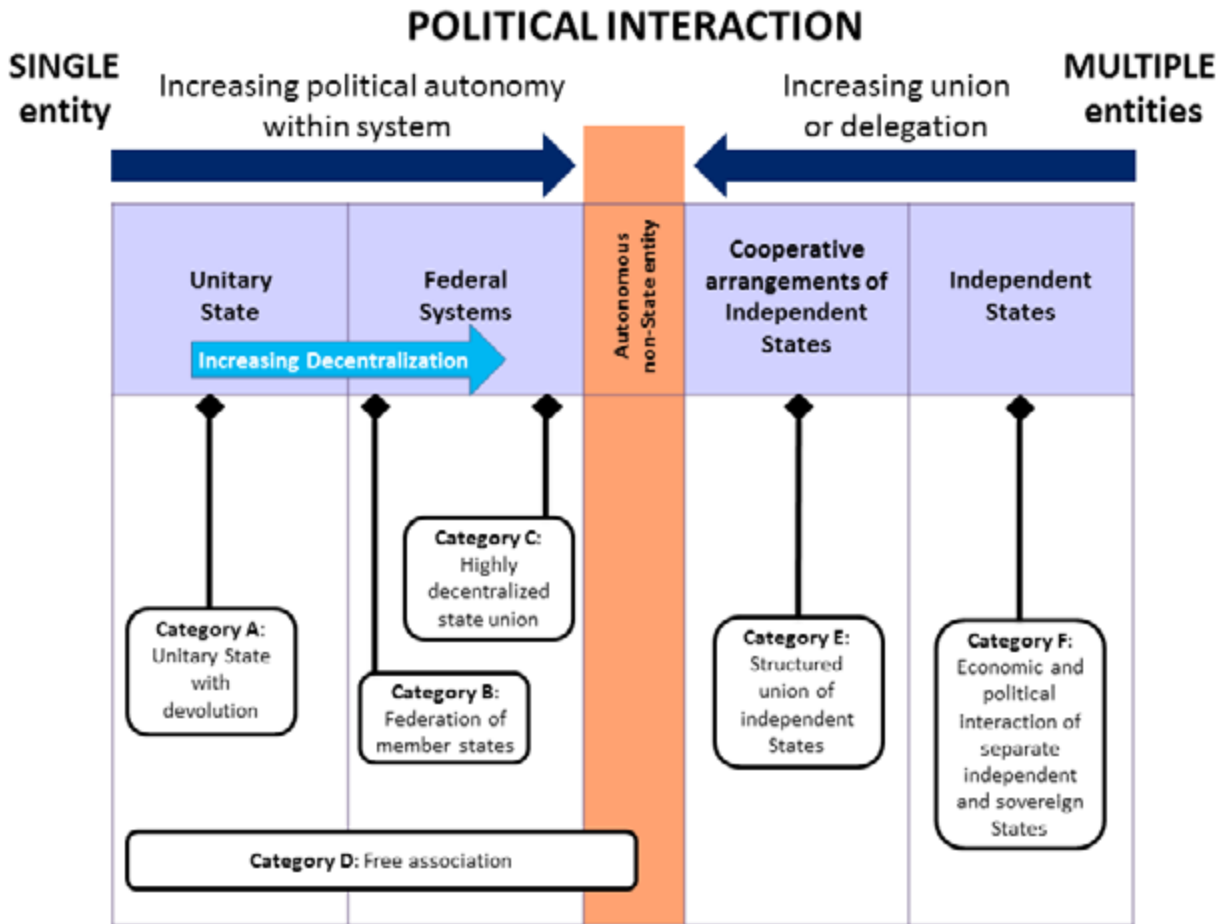 POLITICAL INTERACTION
SINGLE
entity
Increasing political autonomy
within system
Increasing union
or delegation
MULTIPLE
entities
Unitary
State
Federal
Systems
Increasing Decentralization
Autonomous
non-State entity
Cooperative
arrangements of
Independent
States
Independent
States
Category A:
Unitary State
with
devolution
Category B:
Federation of
member states
Category C:
Highly
decentralized
state union
Category D: Free association
Category E:
Structured
union of
independent
States
Category F:
Economic and
political
interaction of
separate
independent
and sovereign
States